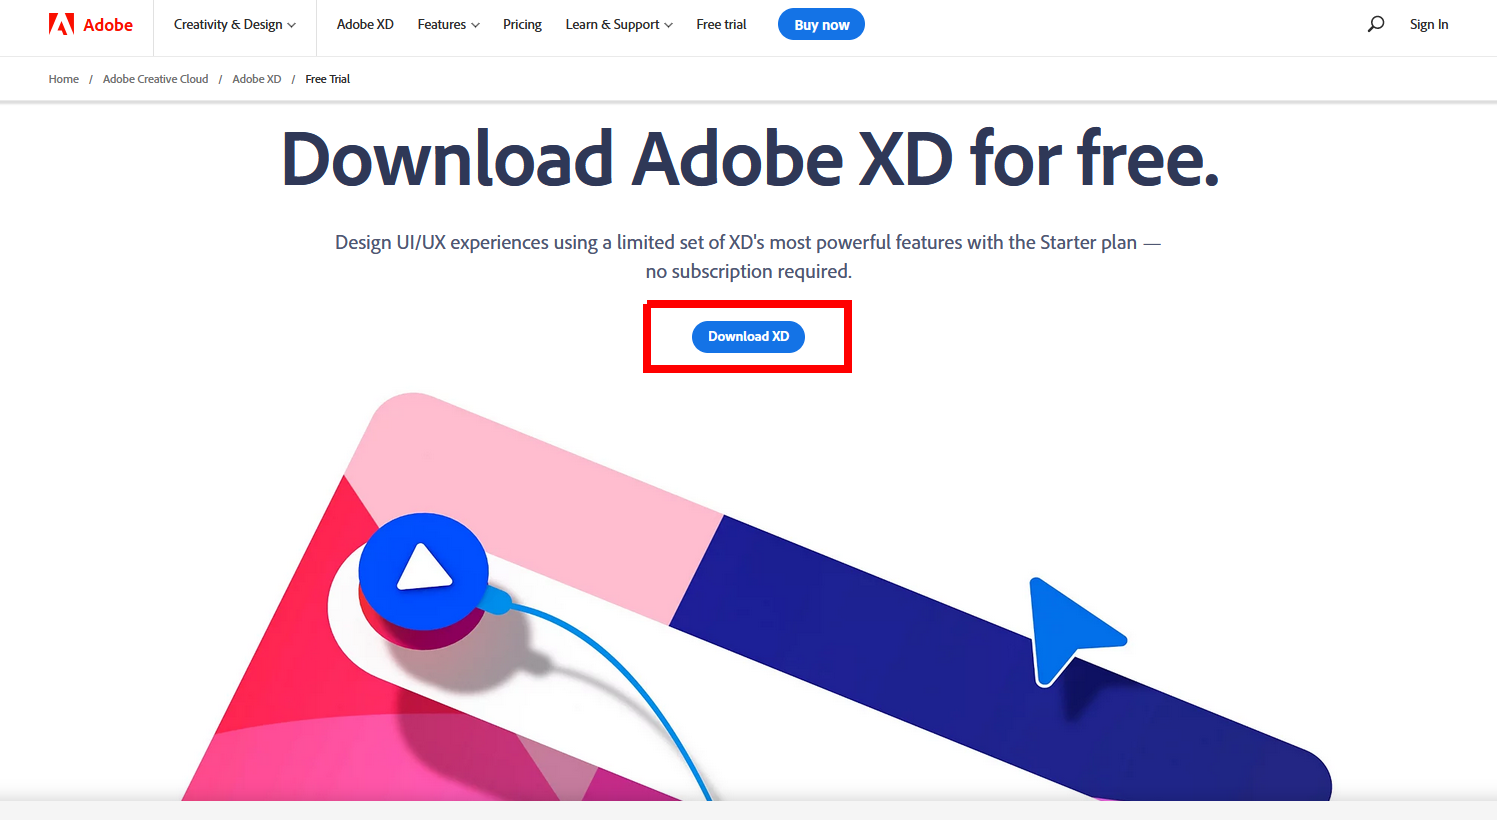 Adobe
Creativity & Design
Adobe XD
Features
Pricing
Learn & Support
Free trial
Buy now
Sign In
Home / Adobe Creative Cloud / Adobe XD / Free Trial
Download Adobe XD for free.
Design UI/UX experiences using a limited set of XD's most powerful features with the Starter plan —
no subscription required.
Download XD